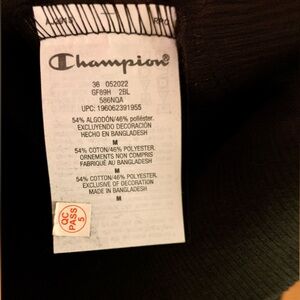 Champion
36 052022
GF89H 2BL
586NQA
UPC: 196062391955
54% ALGODÓN/46% poliéster.
EXCLUYENDO DECORACIÓN
HECHO EN BANGLADESH
M
54% COTON/46% POLYESTER.
ORNEMENTS NON COMPRIS
FABRIQUÉ AU BANGLADESH
M
54% COTTON/46% POLYESTER.
EXCLUSIVE OF DECORATION
MADE IN BANGLADESH
M
QC
PASS
5